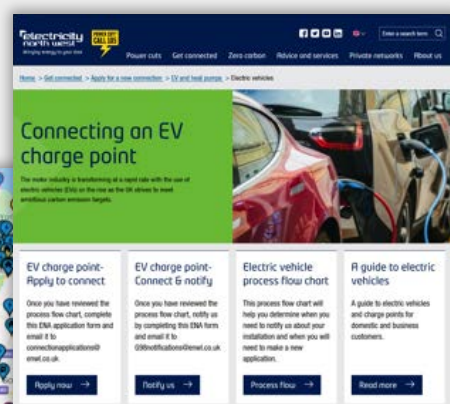 electricity
north west
Bringing energy to your door
POWER CUT?
CALL 105
Enter a search term
Power cuts Get connected Zero carbon Advice and services Private networks About us
Home > Get connected > Apply for a new connection > EV and heat pumps > Electric vehicles
Connecting an EV
charge point
The motor industry is transforming at a rapid rate with the use of
electric vehicles (EVs) on the rise as the UK strives to meet
ambitious carbon emission targets.
EV charge point-
Apply to connect
Once you have reviewed the
process flow chart, complete
this ENA application form and
email it to
connectionapplications@
enwl.co.uk
Apply now →
EV charge point-
Connect & notify
Once you have reviewed the
process flow chart, notify us
by completing this ENA form
and email it to
G98notifications@enwl.co.uk
Notify us →
Electric vehicle
process flow chart
This process flow chart will
help you determine when you
need to notify us about your
installation and when you will
need to make a new
application.
Process flow →
A guide to electric
vehicles
A guide to electric vehicles
and charge points for
domestic and business
customers.
Read more →